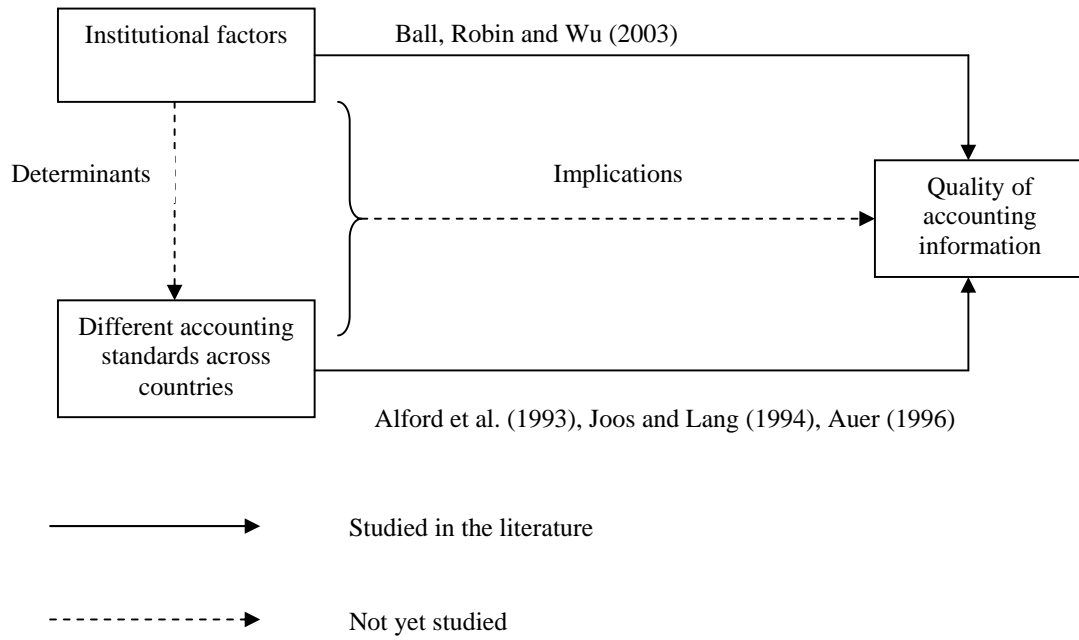 Institutional factors
Ball, Robin and Wu (2003)
Determinants
Implications
Quality of
accounting
information
Different accounting
standards across
countries
Alford et al. (1993), Joos and Lang (1994), Auer (1996)
Studied in the literature
Not yet studied